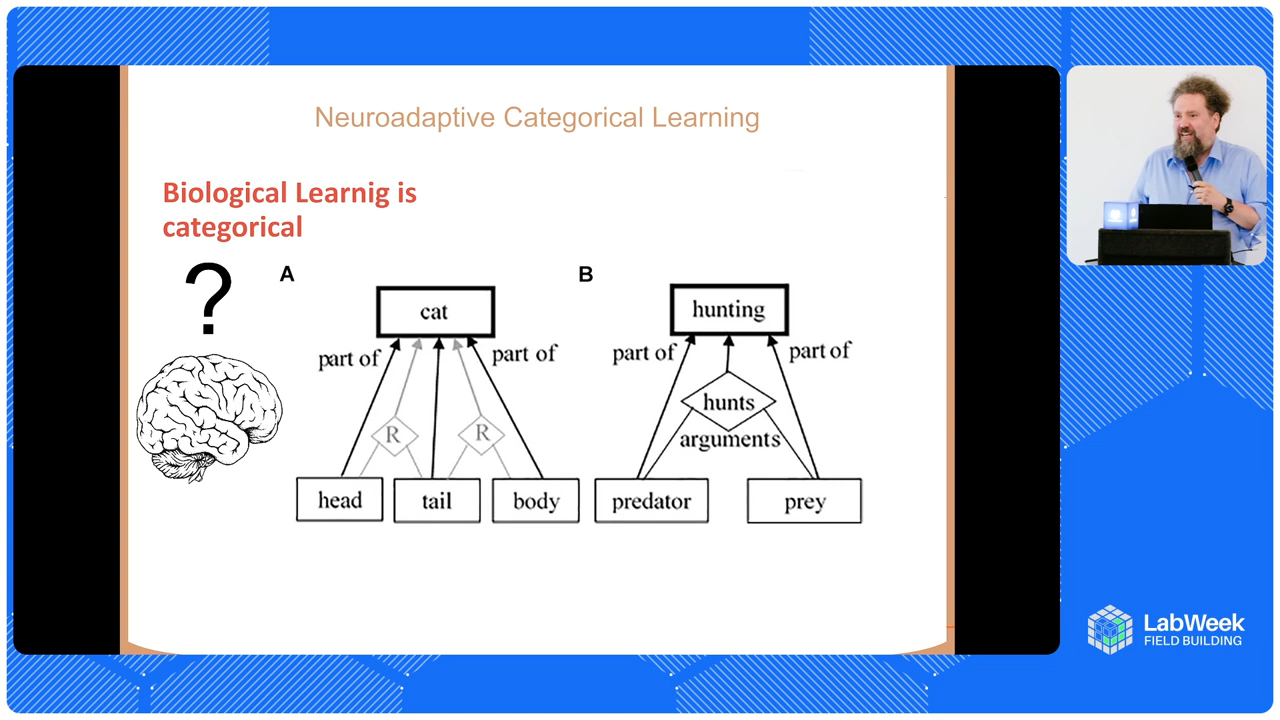 Neuroadaptive Categorical Learning
Biological Learnig is
categorical
?
A
B
cat
hunting
part of
part of
part of
part of
R
R
hunts
arguments
head
tail
body
predator
prey
LabWeek
FIELD BUILDING